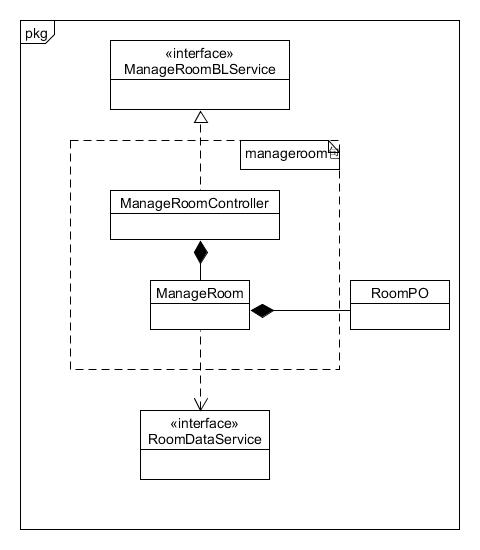 pkg
«interface»
ManageRoomBLService
manageroom
ManageRoomController
ManageRoom
RoomPO
«interface»
RoomDataService